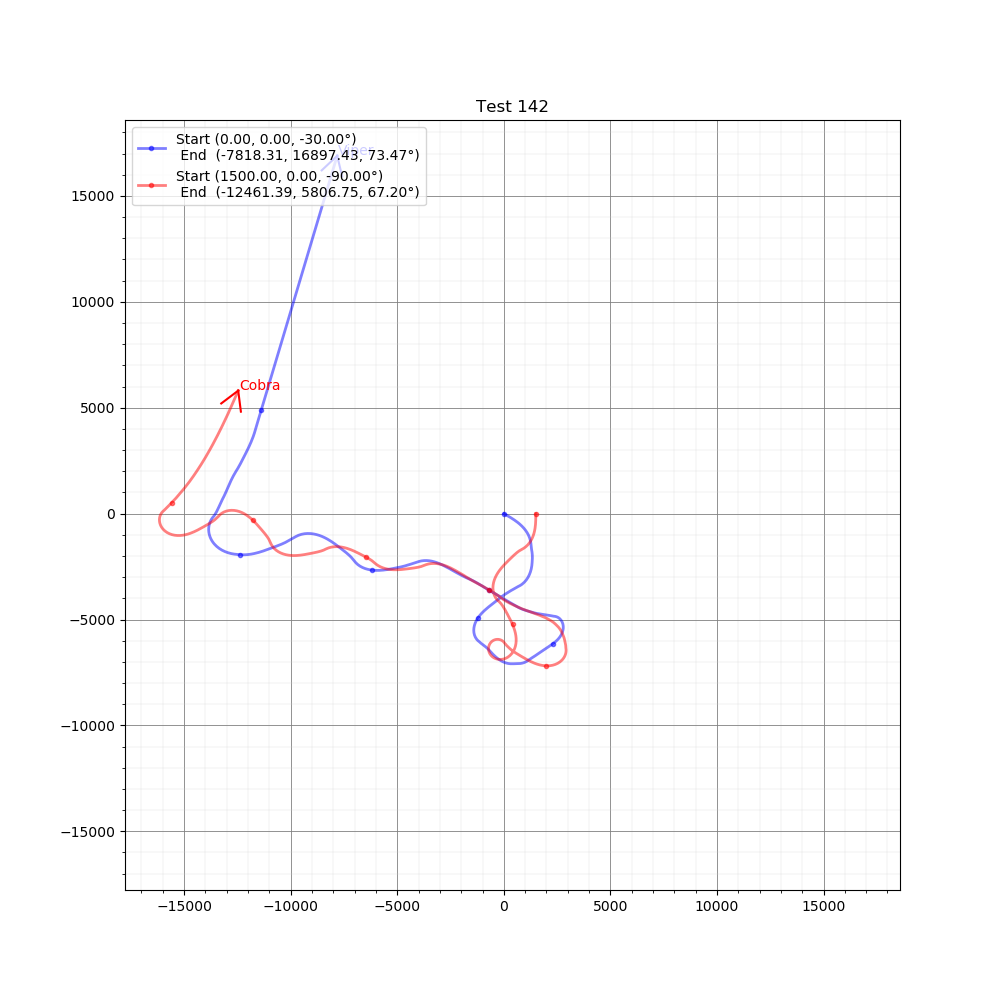 Test 142
Start (0.00, 0.00, -30.00°)
End (-7818.31, 16897.43, 73.47°)
Start (1500.00, 0.00, -90.00°)
End (-12461.39, 5806.75, 67.20°)
Cobra
15000
10000
5000
0
−5000
−10000
−15000
−15000 −10000 −5000 0 5000 10000 15000